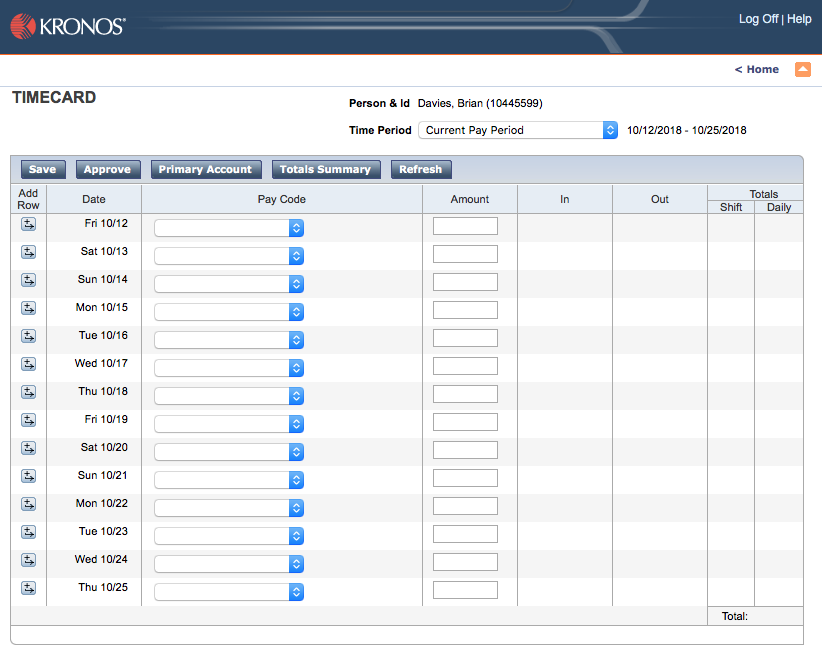 KRONOS®
Log Off | Help
< Home
TIMECARD
Person & Id Davies, Brian (10445599)
Time Period Current Pay Period 10/12/2018 - 10/25/2018
Save Approve Primary Account Totals Summary Refresh
Add Row Date Pay Code Amount In Out Totals
Shift Daily
Fri 10/12
Sat 10/13
Sun 10/14
Mon 10/15
Tue 10/16
Wed 10/17
Thu 10/18
Fri 10/19
Sat 10/20
Sun 10/21
Mon 10/22
Tue 10/23
Wed 10/24
Thu 10/25
Total: